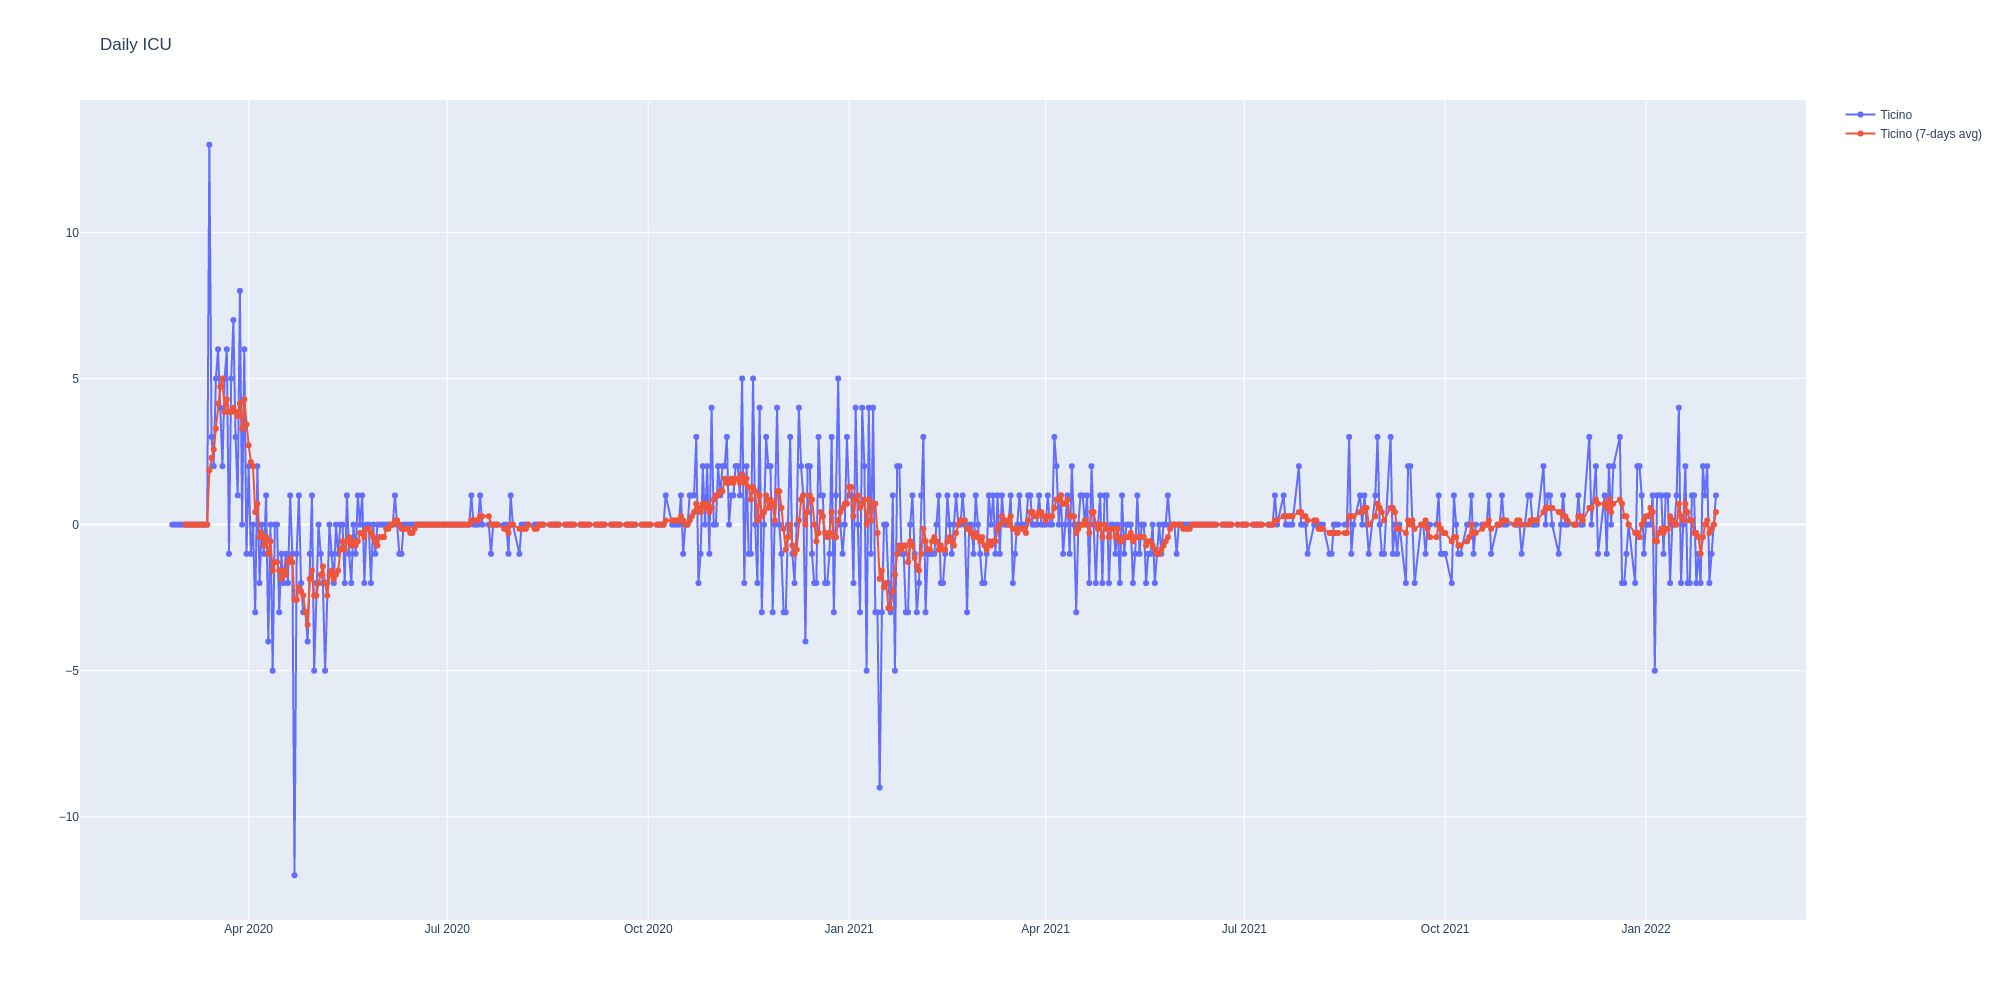 Daily ICU
Ticino
Ticino (7-days avg)
10
5
0
−5
−10
Apr 2020
Jul 2020
Oct 2020
Jan 2021
Apr 2021
Jul 2021
Oct 2021
Jan 2022